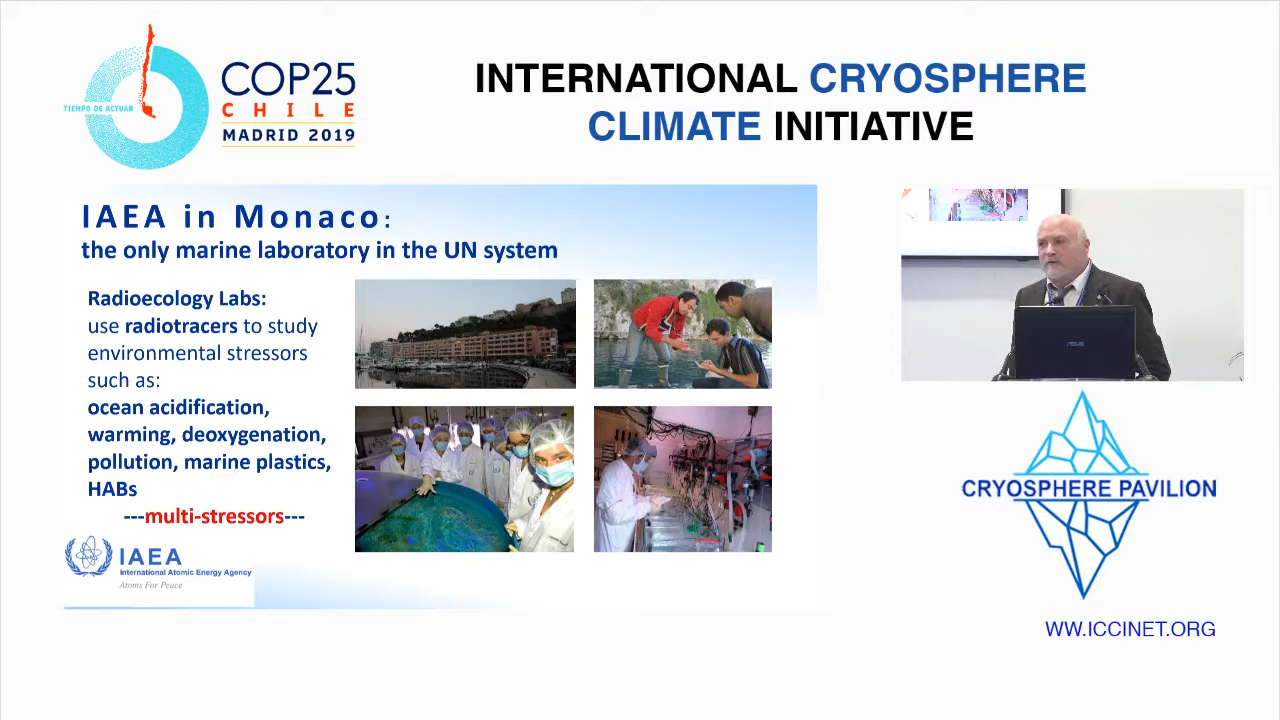 TIEMPO DE ACTUAR
COP25
CHILE
MADRID 2019
INTERNATIONAL CRYOSPHERE
CLIMATE INITIATIVE
IAEA in Monaco:
the only marine laboratory in the UN system
Radioecology Labs:
use radiotracers to study
environmental stressors
such as:
ocean acidification,
warming, deoxygenation,
pollution, marine plastics,
HABs
---multi-stressors---
IAEA
International Atomic Energy Agency
Atoms For Peace
ASUS
CRYOSPHERE PAVILION
WW.ICCINET.ORG